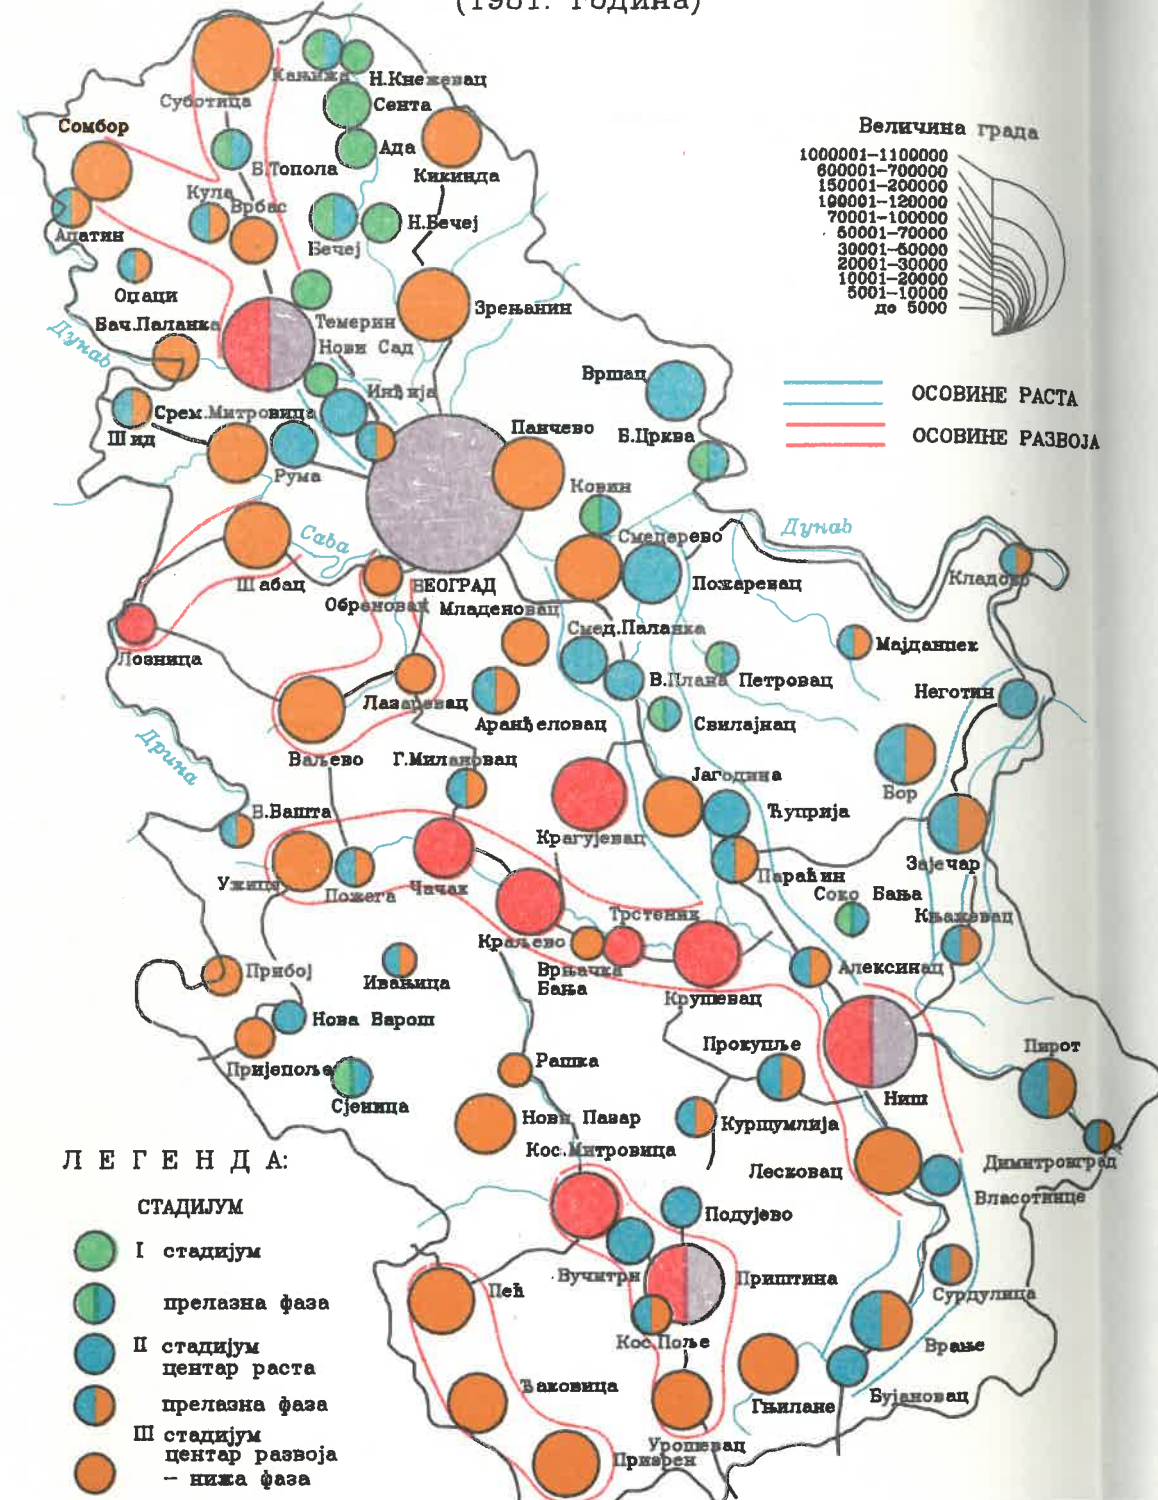 (1981. година)
Кањижа
Н.Кнежевац
Суботица
Сента
Сомбор
Ада
В.Топола
Кикинда
Кула
Врбас
Апатин
Бечеј
Н.Бечеј
Оџаци
Темерин
Зрењанин
Бач.Паланка
Нови Сад
Дунав
Инђија
Вршац
Срем.Митровица
Шид
Панчево
Б.Црква
Рума
Ковин
Сава
Смедерево
Дунав
Шабац
БЕОГРАД
Пожаревац
Кладово
Обреновац
Младеновац
Смед.Паланка
Мајданпек
Лозница
В.Плана
Петровац
Неготин
Лазаревац
Аранђеловац
Свилајнац
Дрина
Ваљево
Г.Милановац
Јагодина
Бор
В.Вашта
Крагујевац
Ћуприја
Зајечар
Ужице
Пожега
Чачак
Параћин
Соко Бања
Књажевац
Трстеник
Краљево
Врњачка
Бања
Алексинац
Прибој
Ивањица
Крушевац
Нова Варош
Прокупље
Пирот
Пријепоље
Рашка
Сјеница
Ниш
Нови Пазар
Куршумлија
Кос.Митровица
Лесковац
Димитровград
Власотинце
Подујево
Вучитрн
Приштина
Пећ
Сурдулица
Кос.Поље
Врање
Ђаковица
Гњилане
Бујановац
Урошевац
Призрен
Величина града
1000001-1100000
600001-700000
150001-200000
100001-120000
70001-100000
50001-70000
30001-50000
20001-30000
10001-20000
5001-10000
до 5000
ОСОВИНЕ РАСТА
ОСОВИНЕ РАЗВОЈА
ЛЕГЕНДА:
СТАДИЈУМ
I стадијум
прелазна фаза
II стадијум
центар раста
прелазна фаза
III стадијум
центар развоја
- нижа фаза